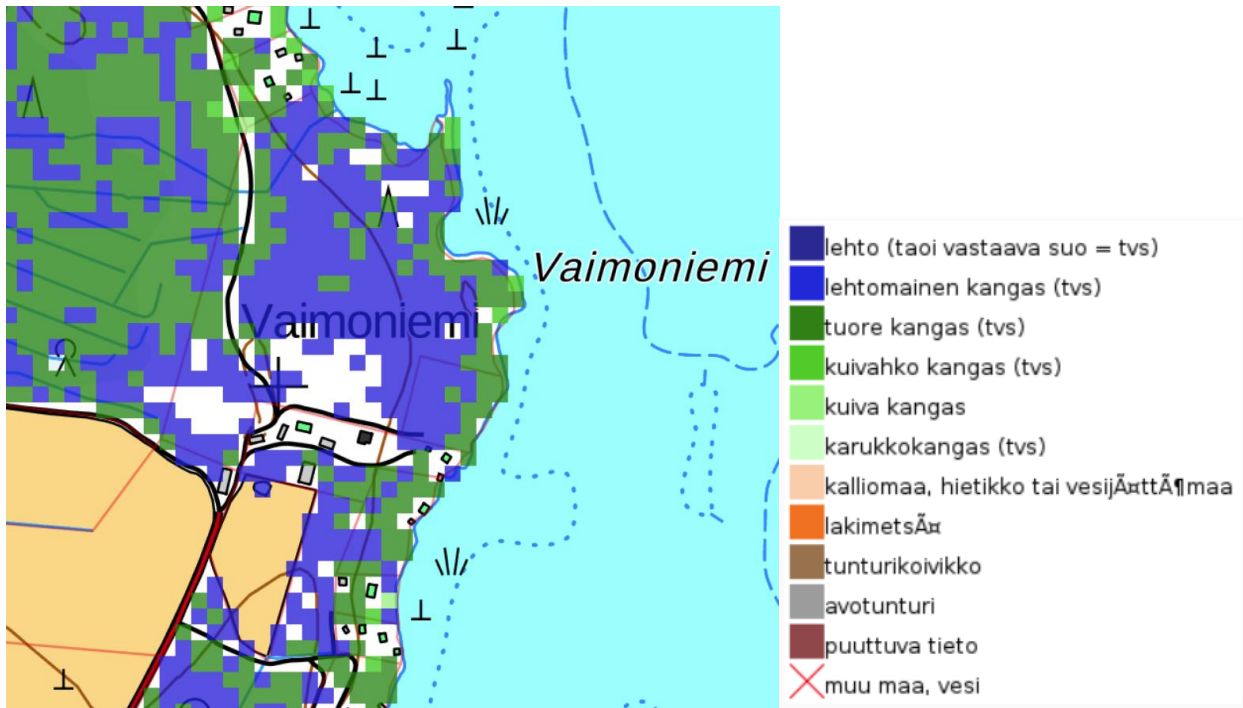 Vaimoniemi
Vaimoniemi
lehto (taoi vastaava suo = tvs)
lehtomainen kangas (tvs)
tuore kangas (tvs)
kuivahko kangas (tvs)
kuiva kangas
karukkokangas (tvs)
kalliomaa, hietikko tai vesijÃ¤ttÃ¶maa
lakimetsÃ¤
tunturikoivikko
avotunturi
puuttuva tieto
muu maa, vesi